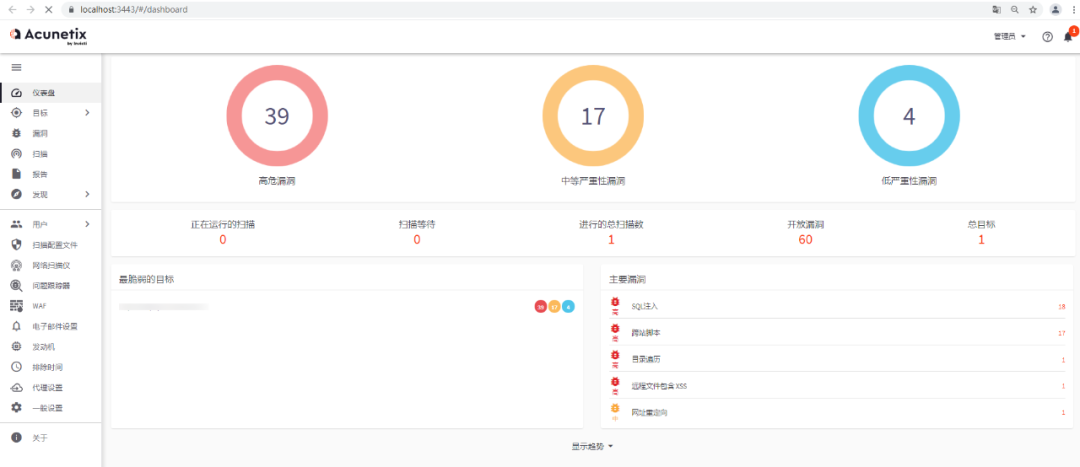 localhost:3443/#/dashboard
Acunetix
by Invicti
管理员
1
仪表盘
目标
漏洞
扫描
报告
发现
用户
扫描配置文件
网络扫描仪
问题跟踪器
WAF
电子邮件设置
发动机
排除时间
代理设置
一般设置
关于
39
17
4
高危漏洞
中等严重性漏洞
低严重性漏洞
正在运行的扫描
扫描等待
进行的总扫描数
开放漏洞
总目标
0
0
1
60
1
最脆弱的目标
39 17 4
主要漏洞
高
SQL注入
18
高
跨站脚本
17
高
目录遍历
1
高
远程文件包含 XSS
1
中
网址重定向
1
显示趋势